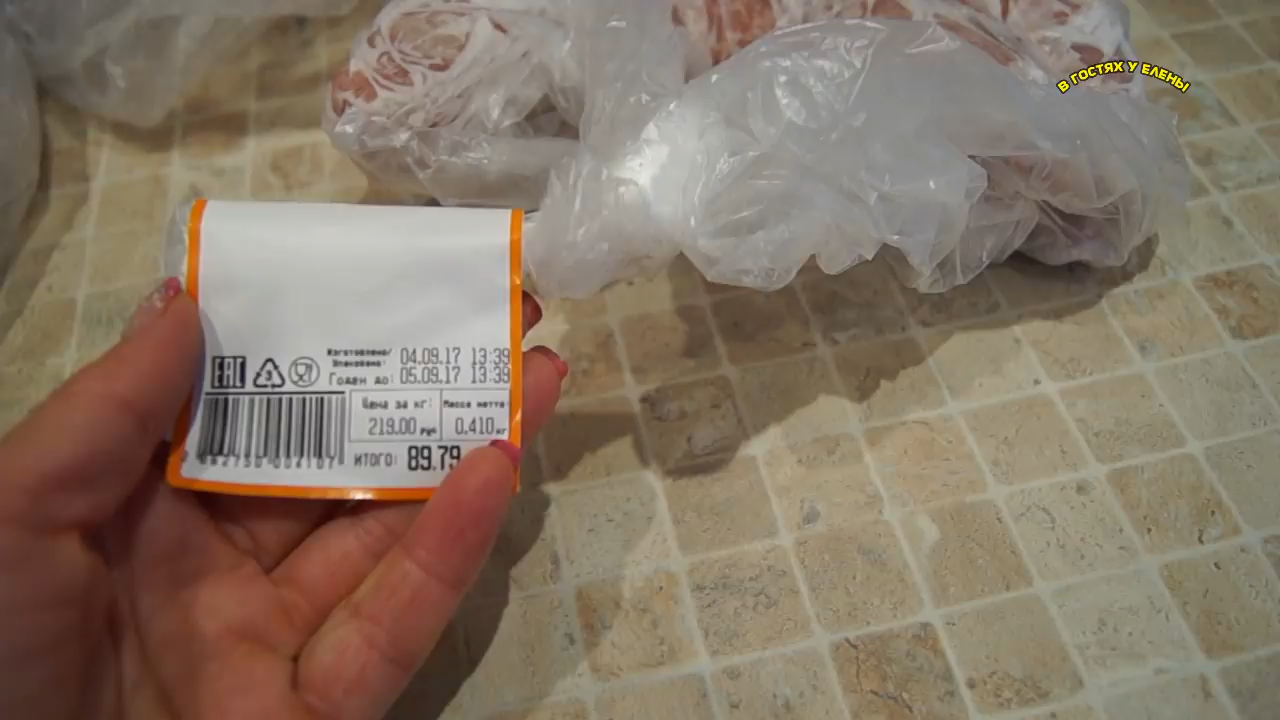 В ГОСТЯХ У ЕЛЕНЫ
Изготовлено/
Упаковано: 04.09.17 13:39
Годен до: 05.09.17 13:39
EAC 3
Цена за кг: Масса нетто
219.00 руб 0.410 кг
ИТОГО: 89.79